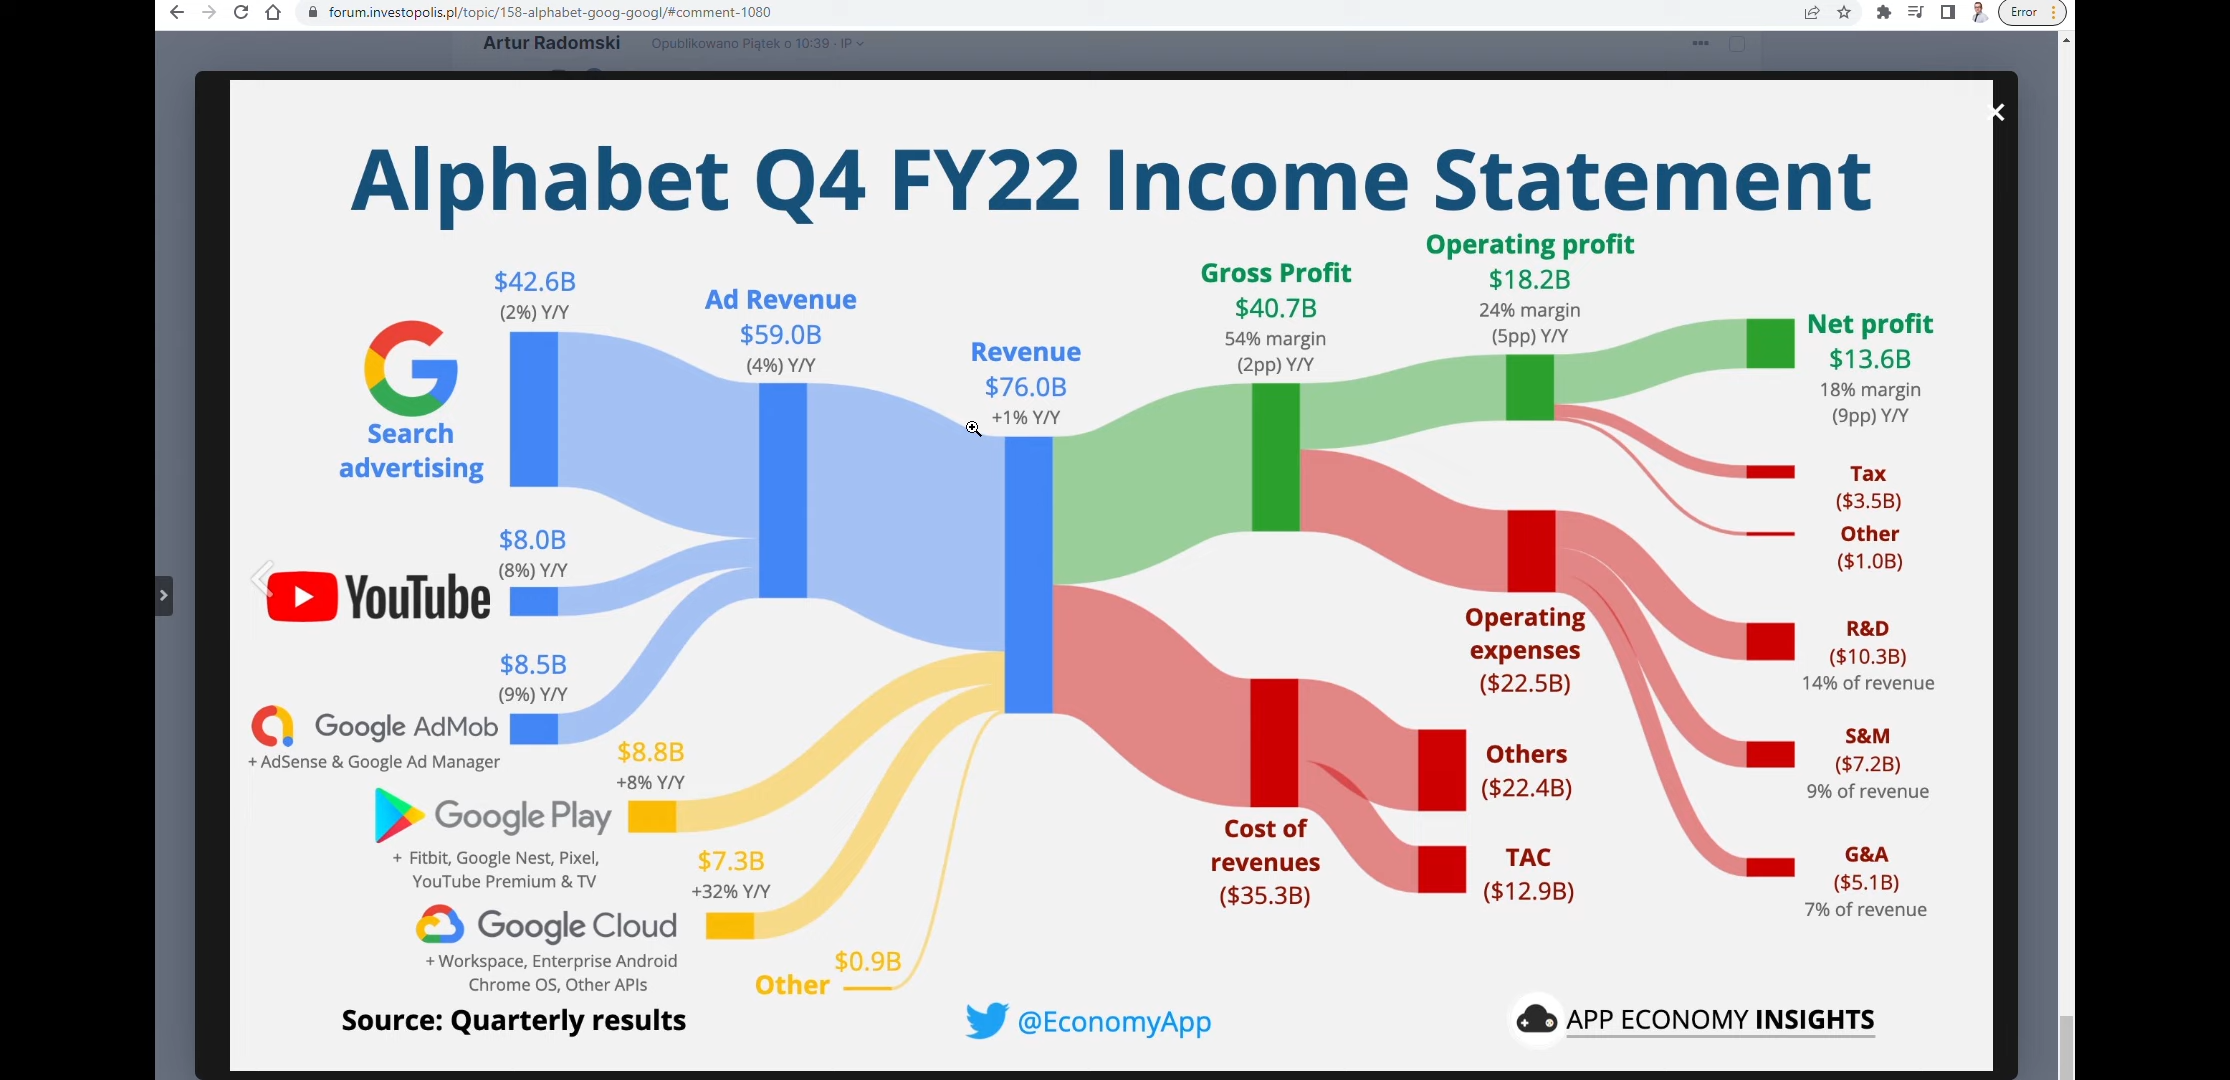 forum.investopolis.pl/topic/158-alphabet-goog-googl/#comment-1080
Error
Artur Radomski
Opublikowano Piątek o 10:39 · IP
Alphabet Q4 FY22 Income Statement
$42.6B
(2%) Y/Y
Search
advertising
$8.0B
(8%) Y/Y
YouTube
$8.5B
(9%) Y/Y
Google AdMob
+ AdSense & Google Ad Manager
Ad Revenue
$59.0B
(4%) Y/Y
Revenue
$76.0B
+1% Y/Y
$8.8B
+8% Y/Y
Google Play
+ Fitbit, Google Nest, Pixel,
YouTube Premium & TV
$7.3B
+32% Y/Y
Google Cloud
+ Workspace, Enterprise Android
Chrome OS, Other APIs
$0.9B
Other
Gross Profit
$40.7B
54% margin
(2pp) Y/Y
Operating profit
$18.2B
24% margin
(5pp) Y/Y
Net profit
$13.6B
18% margin
(9pp) Y/Y
Tax
($3.5B)
Other
($1.0B)
Operating
expenses
($22.5B)
R&D
($10.3B)
14% of revenue
S&M
($7.2B)
9% of revenue
G&A
($5.1B)
7% of revenue
Cost of
revenues
($35.3B)
Others
($22.4B)
TAC
($12.9B)
Source: Quarterly results
@EconomyApp
APP ECONOMY INSIGHTS